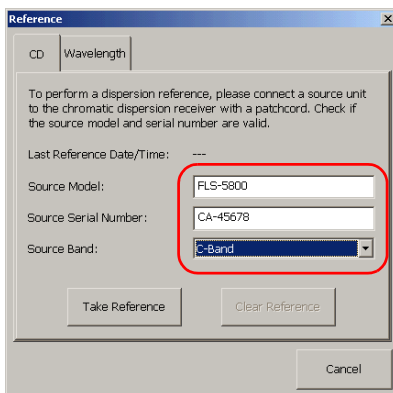 Reference
CD
Wavelength
To perform a dispersion reference, please connect a source unit
to the chromatic dispersion receiver with a patchcord. Check if
the source model and serial number are valid.
Last Reference Date/Time: ---
Source Model: FLS-5800
Source Serial Number: CA-45678
Source Band: C-Band
Take Reference
Clear Reference
Cancel